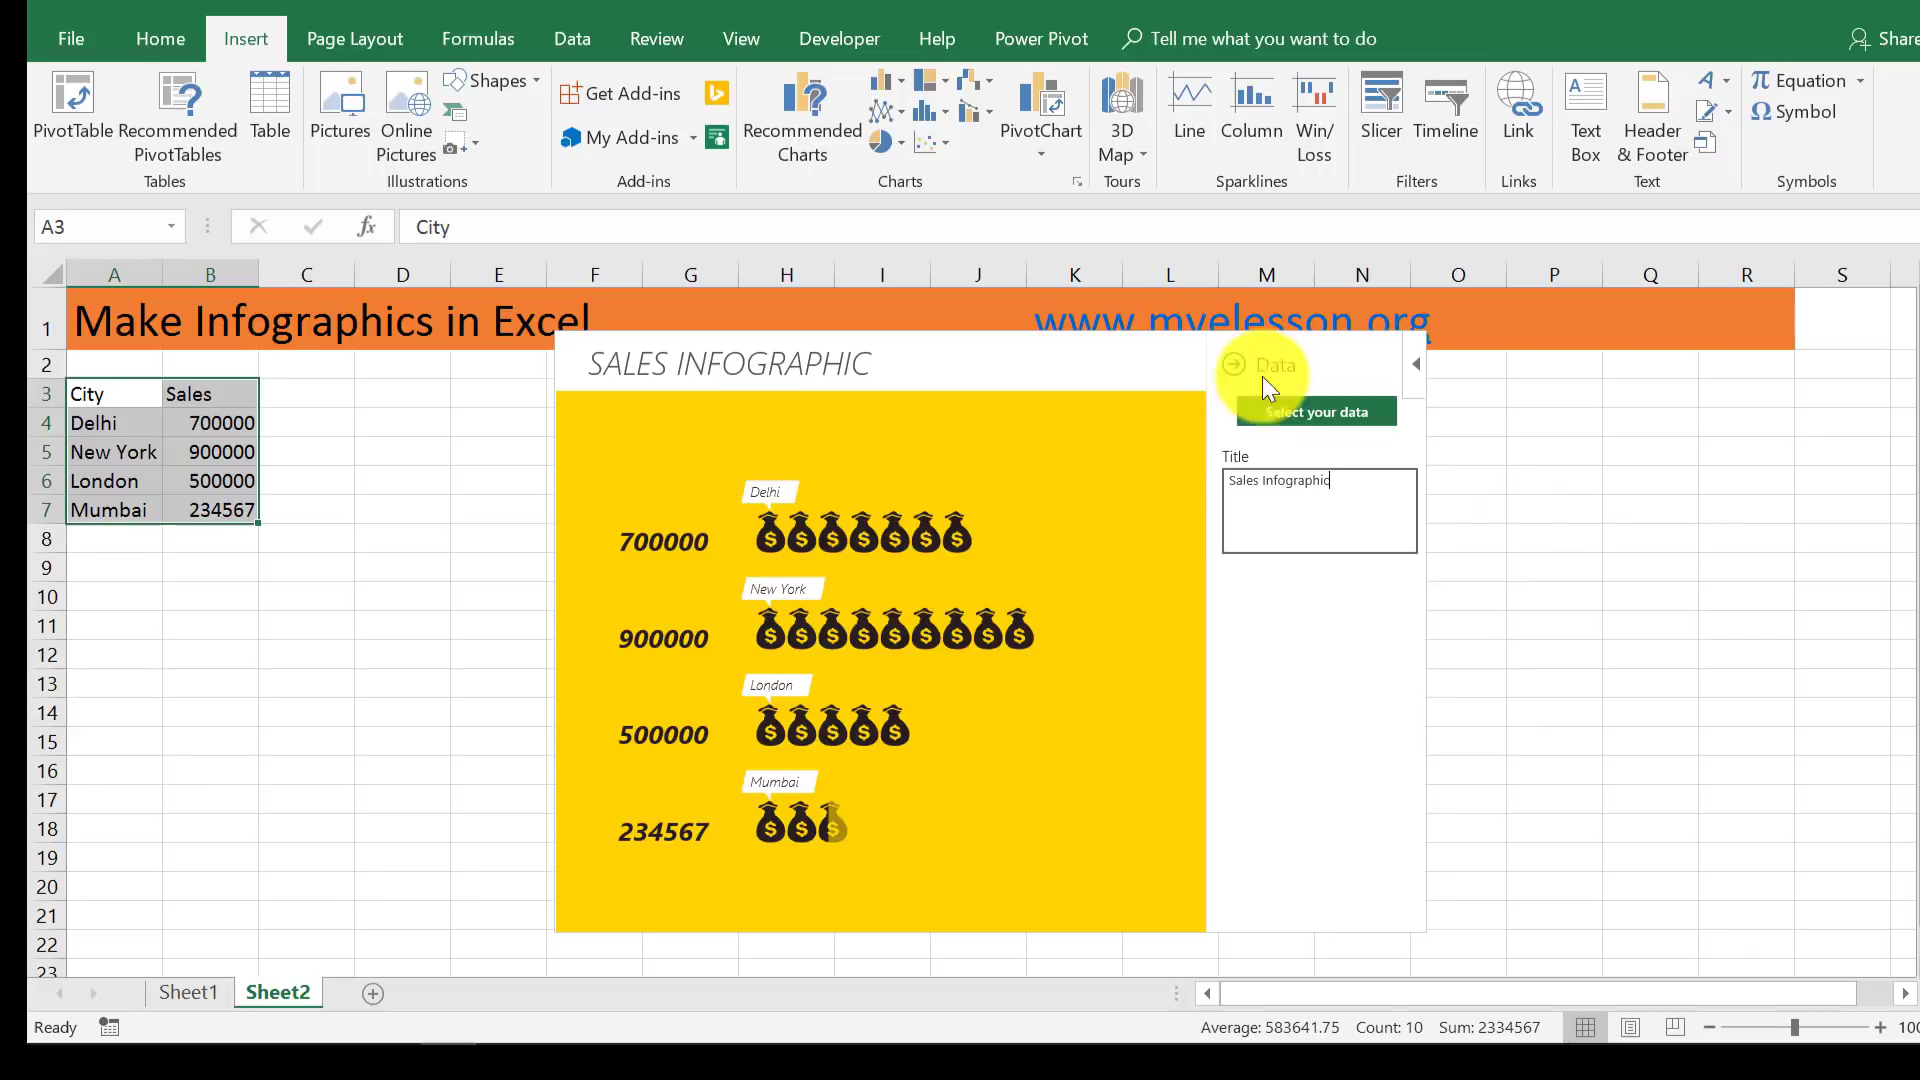 File Home Insert Page Layout Formulas Data Review View Developer Help Power Pivot Tell me what you want to do Share
PivotTable Recommended PivotTables Table Pictures Online Pictures Shapes Get Add-ins My Add-ins Recommended Charts PivotChart 3D Map Line Column Win/Loss Slicer Timeline Link Text Box Header & Footer Equation Symbol
Tables Illustrations Add-ins Charts Tours Sparklines Filters Links Text Symbols
A3 fx City
A B C D E F G H I J K L M N O P Q R S
1 Make Infographics in Excel www.myelesson.org
2
3 City Sales
4 Delhi 700000
5 New York 900000
6 London 500000
7 Mumbai 234567
8
9
10
11
12
13
14
15
16
17
18
19
20
21
22
23
SALES INFOGRAPHIC
Delhi
700000
New York
900000
London
500000
Mumbai
234567
Data
Select your data
Title
Sales Infographic
Sheet1 Sheet2
Ready Average: 583641.75 Count: 10 Sum: 2334567 100